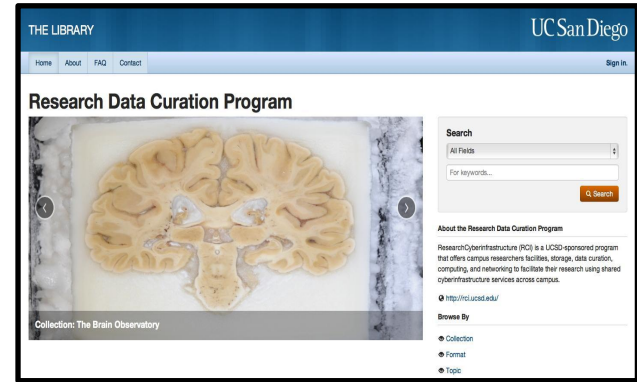 THE LIBRARY
UC San Diego
Home About FAQ Contact
Sign in.
Research Data Curation Program
Collection: The Brain Observatory
Search
All Fields
For keywords...
Search
About the Research Data Curation Program
ResearchCyberinfrastructure (RCI) is a UCSD-sponsored program
that offers campus researchers facilities, storage, data curation,
computing, and networking to facilitate their research using shared
cyberinfrastructure services across campus.
http://rci.ucsd.edu/
Browse By
Collection
Format
Topic